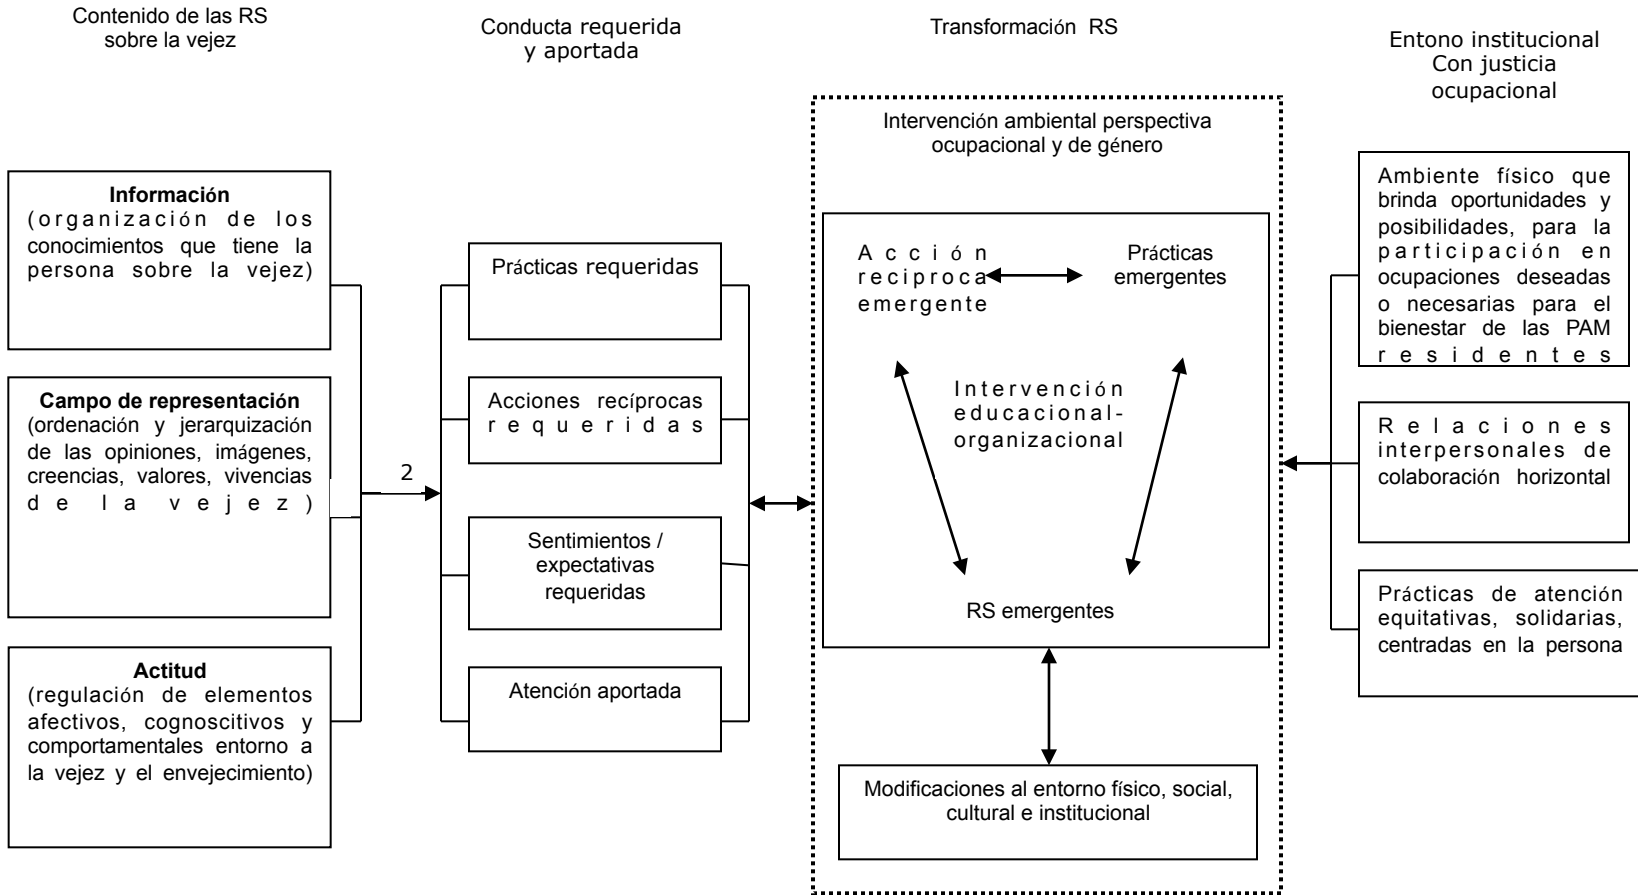 Contenido de las RS
sobre la vejez
Conducta requerida
y aportada
Transformación RS
Entono institucional
Con justicia
ocupacional
Información
(organización de los
conocimientos que tiene la
persona sobre la vejez)
Campo de representación
(ordenación y jerarquización
de las opiniones, imágenes,
creencias, valores, vivencias
de la vejez)
Actitud
(regulación de elementos
afectivos, cognoscitivos y
comportamentales entorno a
la vejez y el envejecimiento)
2
Prácticas requeridas
Acciones recíprocas
requeridas
Sentimientos /
expectativas
requeridas
Atención aportada
Intervención ambiental perspectiva
ocupacional y de género
Acción
reciproca
emergente
Prácticas
emergentes
Intervención
educacional-
organizacional
RS emergentes
Modificaciones al entorno físico, social,
cultural e institucional
Ambiente físico que
brinda oportunidades y
posibilidades, para la
participación en
ocupaciones deseadas
o necesarias para el
bienestar de las PAM
residentes
Relaciones
interpersonales de
colaboración horizontal
Prácticas de atención
equitativas, solidarias,
centradas en la persona